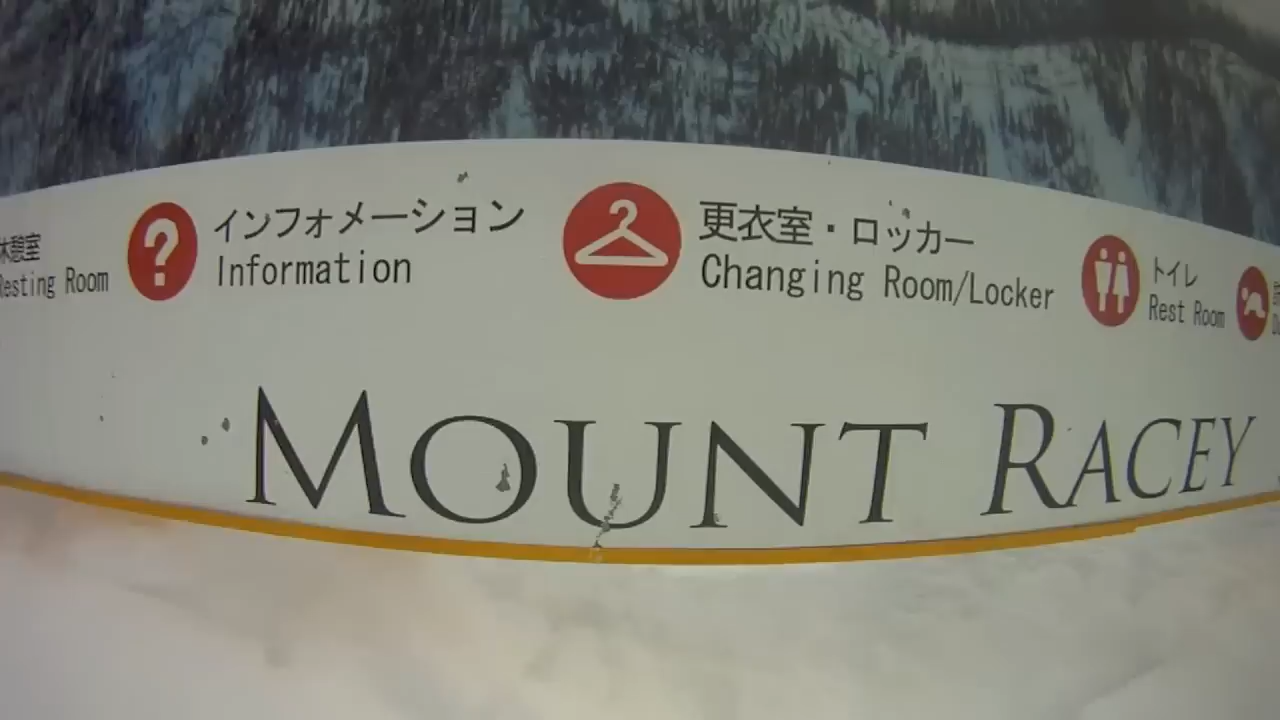 休憩室
Resting Room
インフォメーション
Information
更衣室・ロッカー
Changing Room/Locker
トイレ
Rest Room
MOUNT RACEY